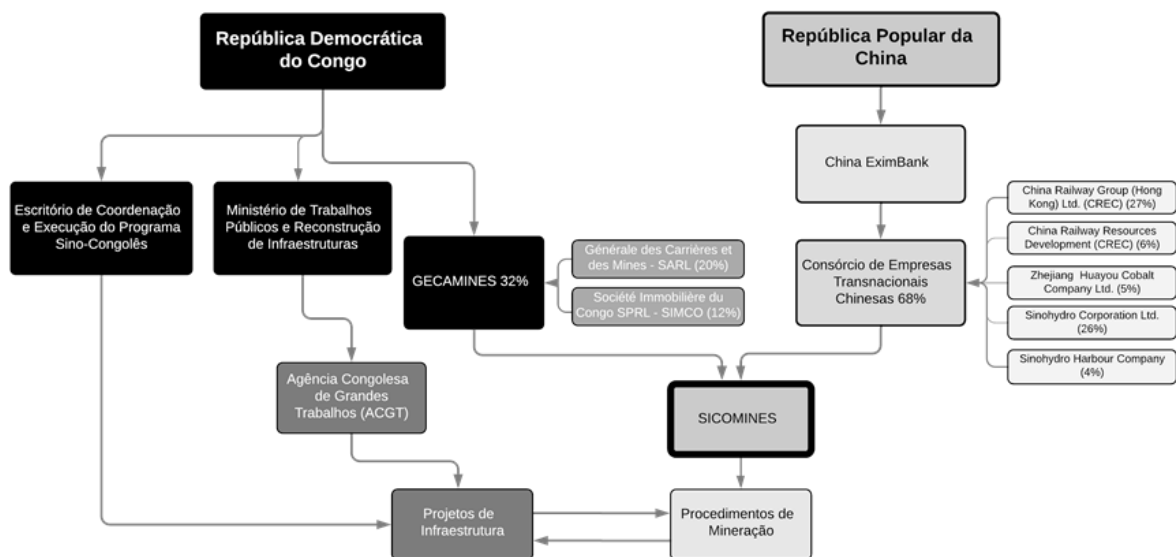 República Democrática
do Congo
República Popular da
China
China EximBank
Escritório de Coordenação
e Execução do Programa
Sino-Congolês
Ministério de Trabalhos
Públicos e Reconstrução
de Infraestruturas
GECAMINES 32%
Générale des Carrières et
des Mines - SARL (20%)
Société Immobilière du
Congo SPRL - SIMCO (12%)
Consórcio de Empresas
Transnacionais
Chinesas 68%
China Railway Group (Hong
Kong) Ltd. (CREC) (27%)
China Railway Resources
Development (CREC) (6%)
Zhejiang Huayou Cobalt
Company Ltd. (5%)
Sinohydro Corporation Ltd.
(26%)
Sinohydro Harbour Company
(4%)
Agência Congolesa
de Grandes
Trabalhos (ACGT)
SICOMINES
Projetos de
Infraestrutura
Procedimentos de
Mineração